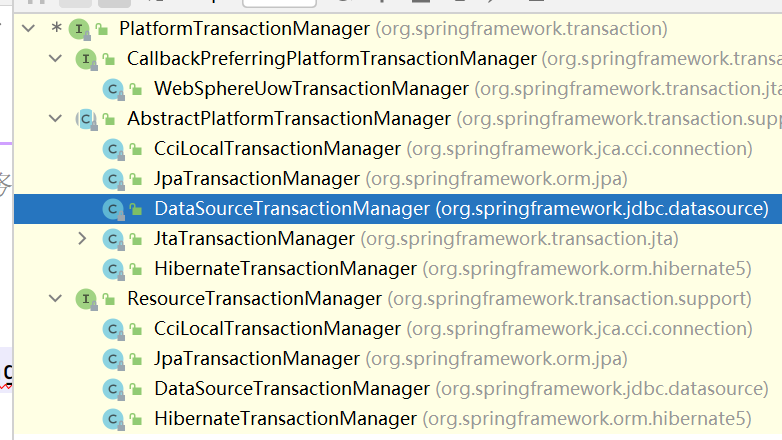 * PlatformTransactionManager (org.springframework.transaction)
CallbackPreferringPlatformTransactionManager (org.springframework.transa
WebSphereUowTransactionManager (org.springframework.transaction.jta
AbstractPlatformTransactionManager (org.springframework.transaction.supp
CciLocalTransactionManager (org.springframework.jca.cci.connection)
JpaTransactionManager (org.springframework.orm.jpa)
DataSourceTransactionManager (org.springframework.jdbc.datasource)
JtaTransactionManager (org.springframework.transaction.jta)
HibernateTransactionManager (org.springframework.orm.hibernate5)
ResourceTransactionManager (org.springframework.transaction.support)
CciLocalTransactionManager (org.springframework.jca.cci.connection)
JpaTransactionManager (org.springframework.orm.jpa)
DataSourceTransactionManager (org.springframework.jdbc.datasource)
HibernateTransactionManager (org.springframework.orm.hibernate5)